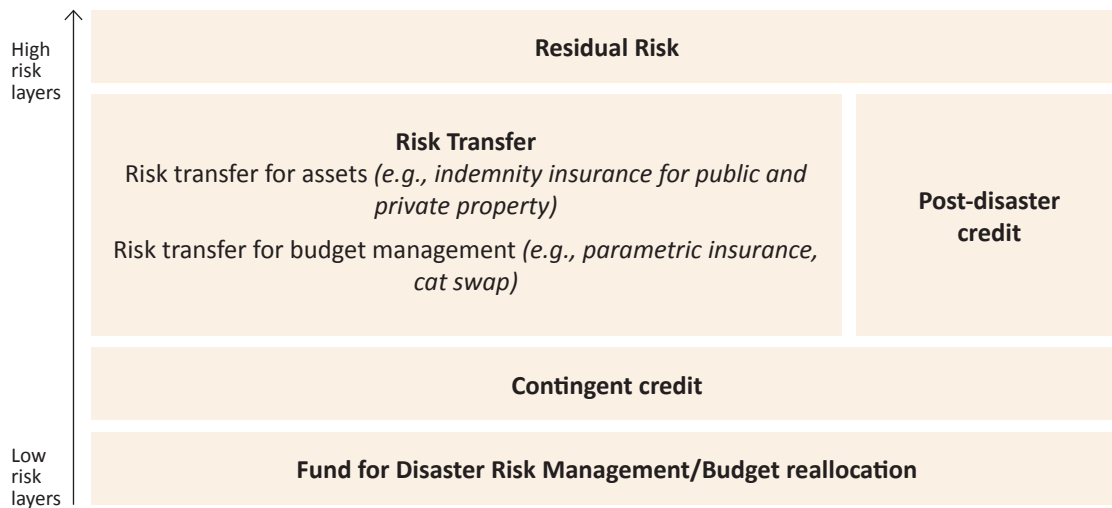 High
risk
layers
Residual Risk
Risk Transfer
Risk transfer for assets (e.g., indemnity insurance for public and
private property)
Risk transfer for budget management (e.g., parametric insurance,
cat swap)
Post-disaster
credit
Contingent credit
Low
risk
layers
Fund for Disaster Risk Management/Budget reallocation